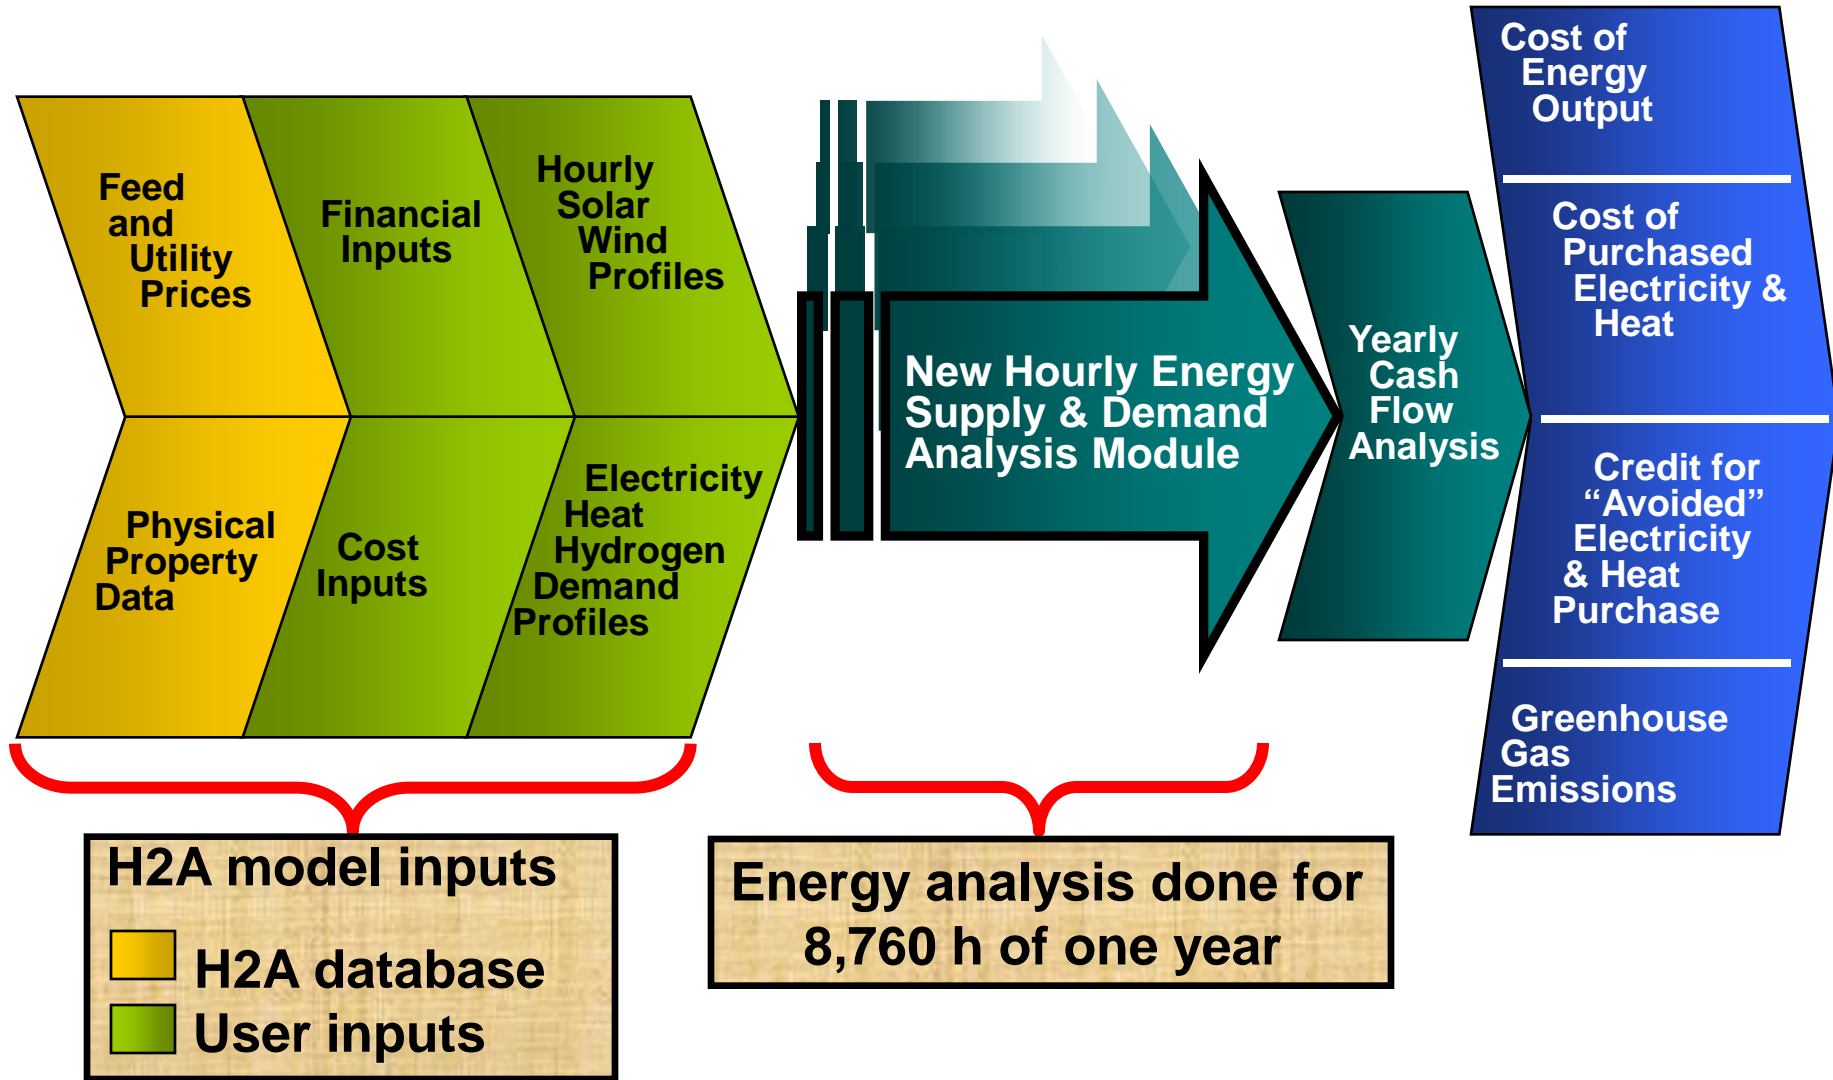 Feed
and
Utility
Prices
Physical
Property
Data
Financial
Inputs
Cost
Inputs
Hourly
Solar
Wind
Profiles
Electricity
Heat
Hydrogen
Demand
Profiles
New Hourly Energy
Supply & Demand
Analysis Module
Yearly
Cash
Flow
Analysis
Cost of
Energy
Output
Cost of
Purchased
Electricity &
Heat
Credit for
“Avoided”
Electricity
& Heat
Purchase
Greenhouse
Gas
Emissions
H2A model inputs
H2A database
User inputs
Energy analysis done for
8,760 h of one year